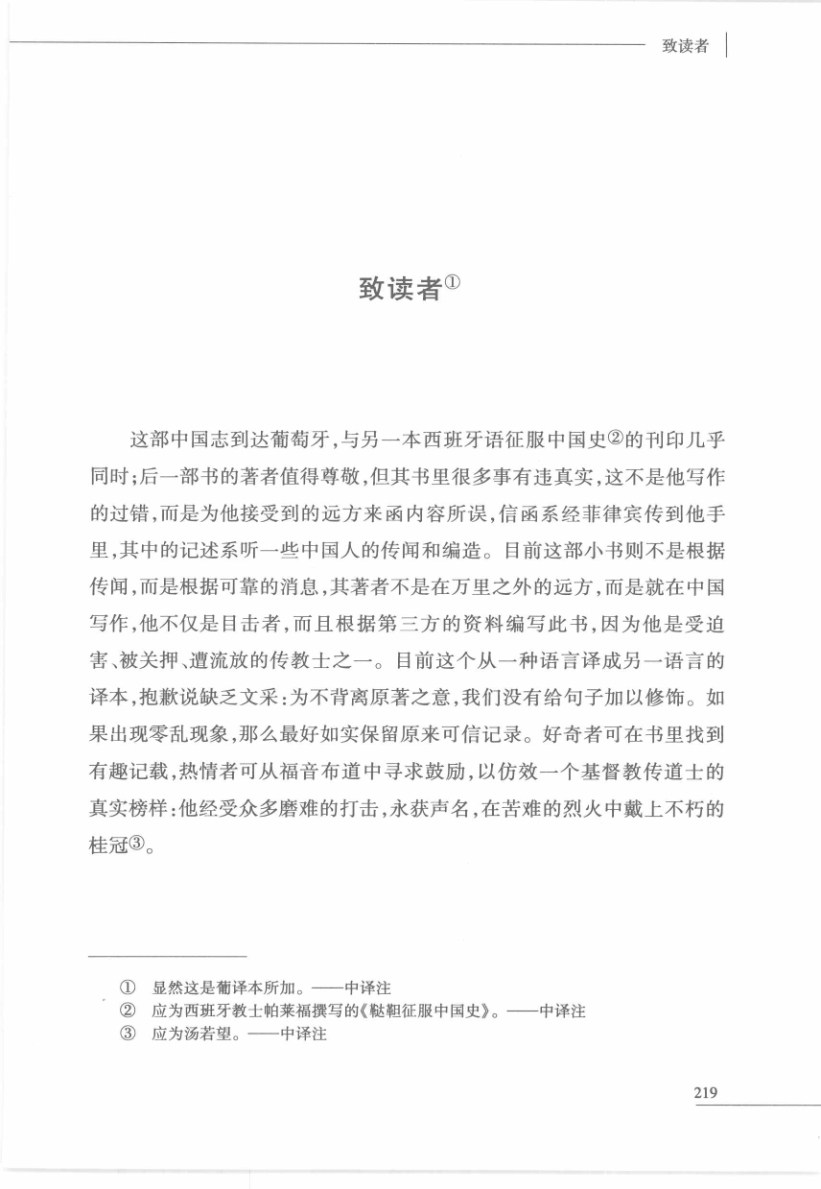 致读者
致读者①
这部中国志到达葡萄牙,与另一本西班牙语征服中国史②的刊印几乎
同时;后一部书的著者值得尊敬,但其书里很多事有违真实,这不是他写作
的过错,而是为他接受到的远方来函内容所误,信函系经菲律宾传到他手
里,其中的记述系听一些中国人的传闻和编造。目前这部小书则不是根据
传闻,而是根据可靠的消息,其著者不是在万里之外的远方,而是就在中国
写作,他不仅是目击者,而且根据第三方的资料编写此书,因为他是受迫
害、被关押、遭流放的传教士之一。目前这个从一种语言译成另一语言的
译本,抱歉说缺乏文采:为不背离原著之意,我们没有给句子加以修饰。如
果出现零乱现象,那么最好如实保留原来可信记录。好奇者可在书里找到
有趣记载,热情者可从福音布道中寻求鼓励,以仿效一个基督教传道士的
真实榜样:他经受众多磨难的打击,永获声名,在苦难的烈火中戴上不朽的
桂冠③。
① 显然这是葡译本所加。——中译注
② 应为西班牙教士帕莱福撰写的《鞑靼征服中国史》。——中译注
③ 应为汤若望。——中译注
219